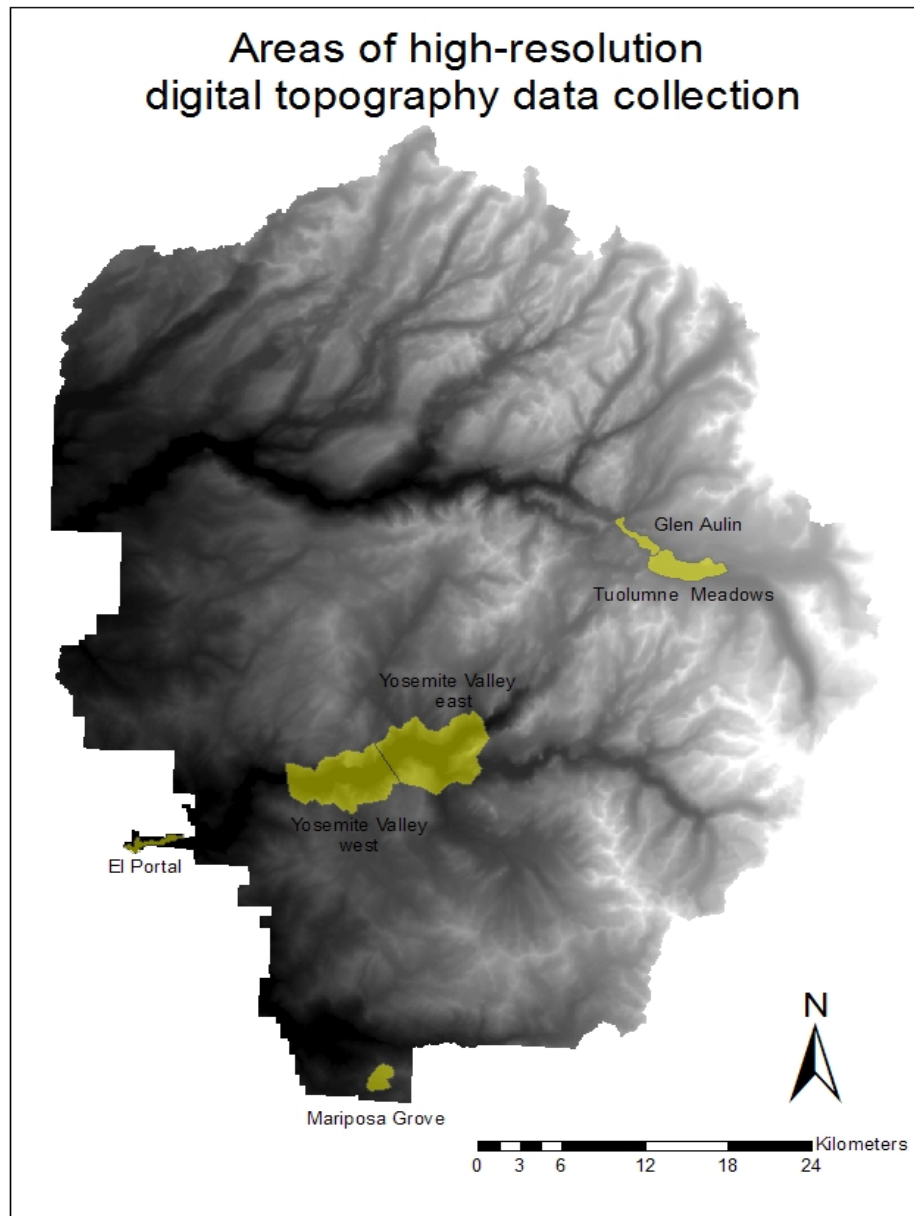 Areas of high-resolution
digital topography data collection
Glen Aulin
Tuolumne Meadows
Yosemite Valley
east
Yosemite Valley
west
El Portal
Mariposa Grove
N
Kilometers
0 3 6 12 18 24